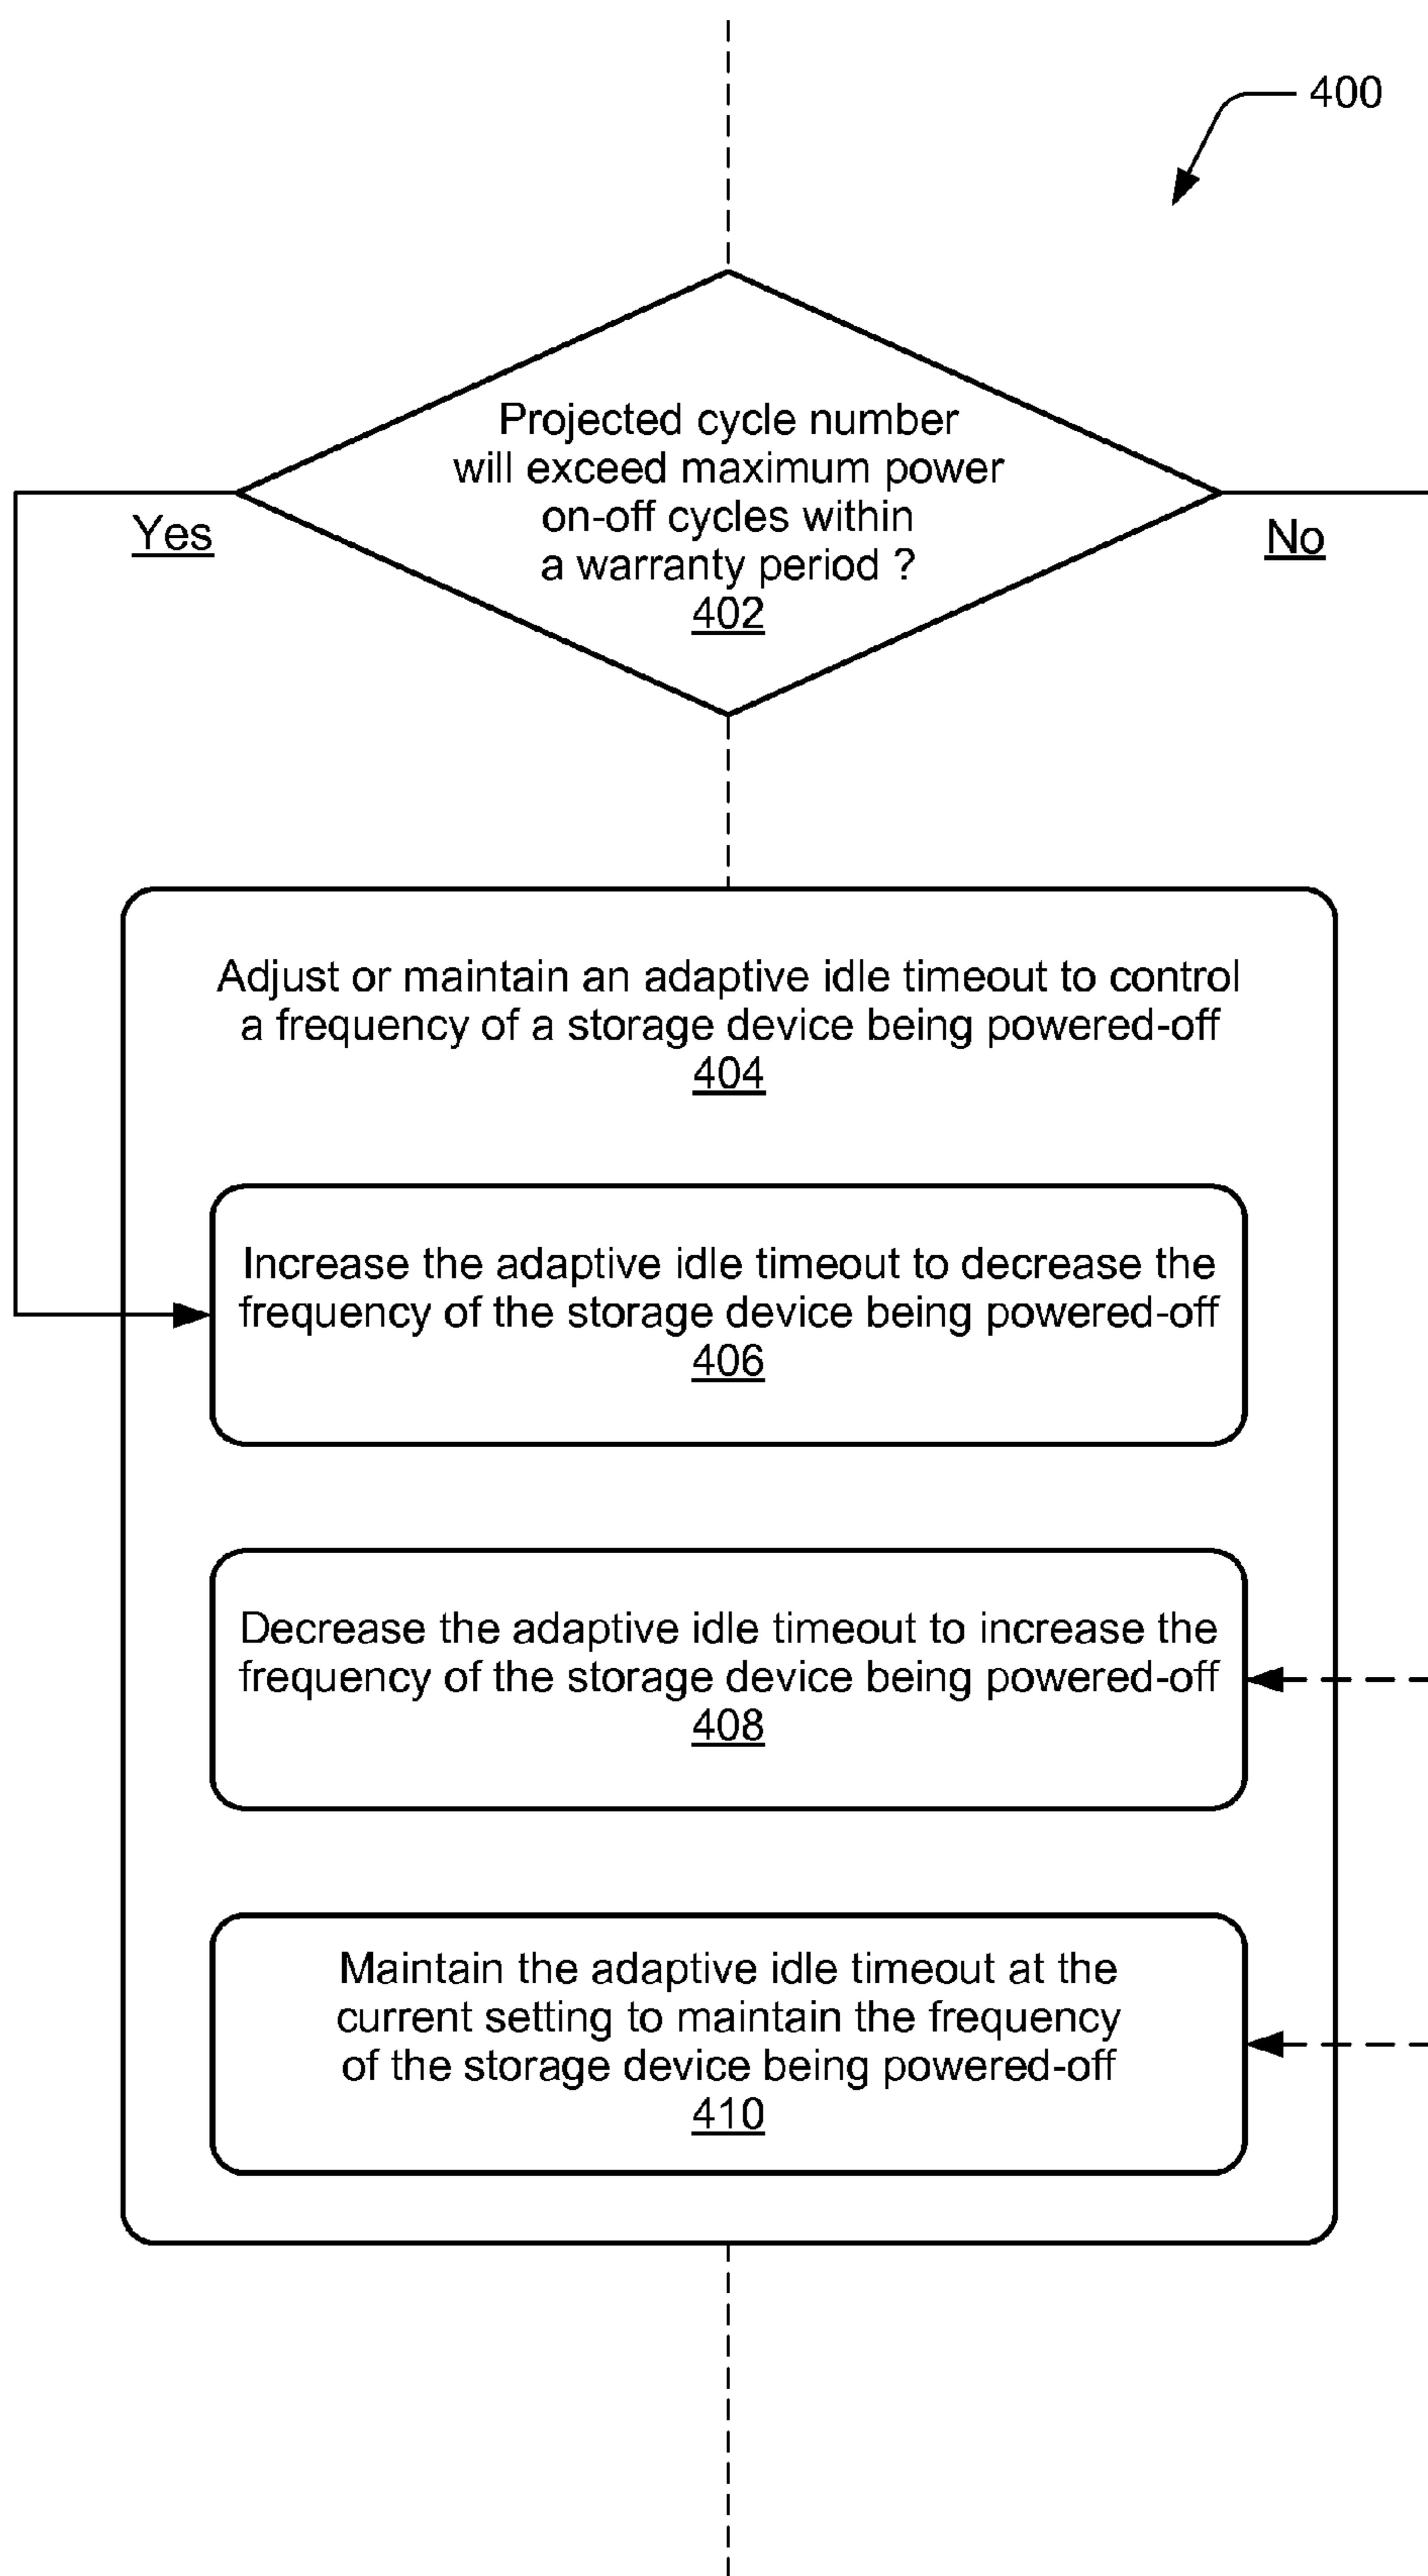 400
Projected cycle number
will exceed maximum power
on-off cycles within
a warranty period ?
402
Yes
No
Adjust or maintain an adaptive idle timeout to control
a frequency of a storage device being powered-off
404
Increase the adaptive idle timeout to decrease the
frequency of the storage device being powered-off
406
Decrease the adaptive idle timeout to increase the
frequency of the storage device being powered-off
408
Maintain the adaptive idle timeout at the
current setting to maintain the frequency
of the storage device being powered-off
410